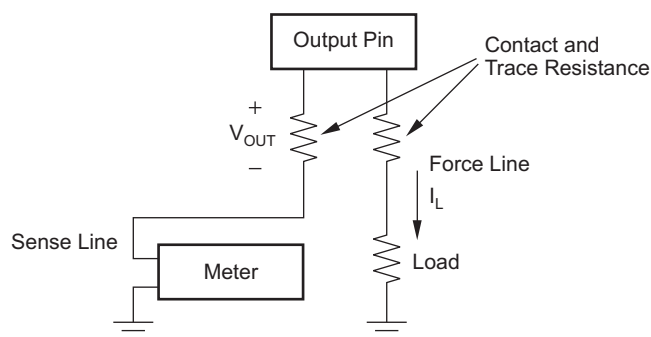 Output Pin
Contact and
Trace Resistance
+
VOUT
−
Force Line
IL
Sense Line
Meter
Load